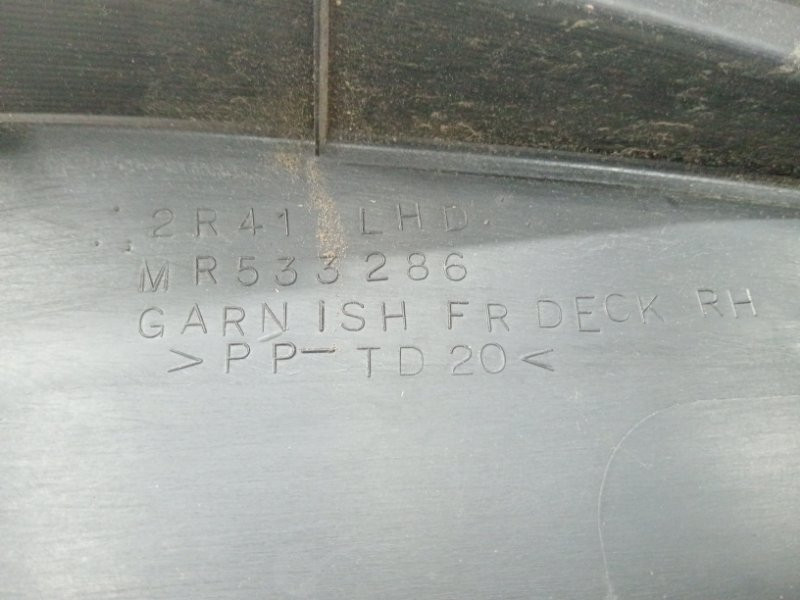 2R41 LHD
MR533286
GARNISH FR DECK RH
>PP-TD20<